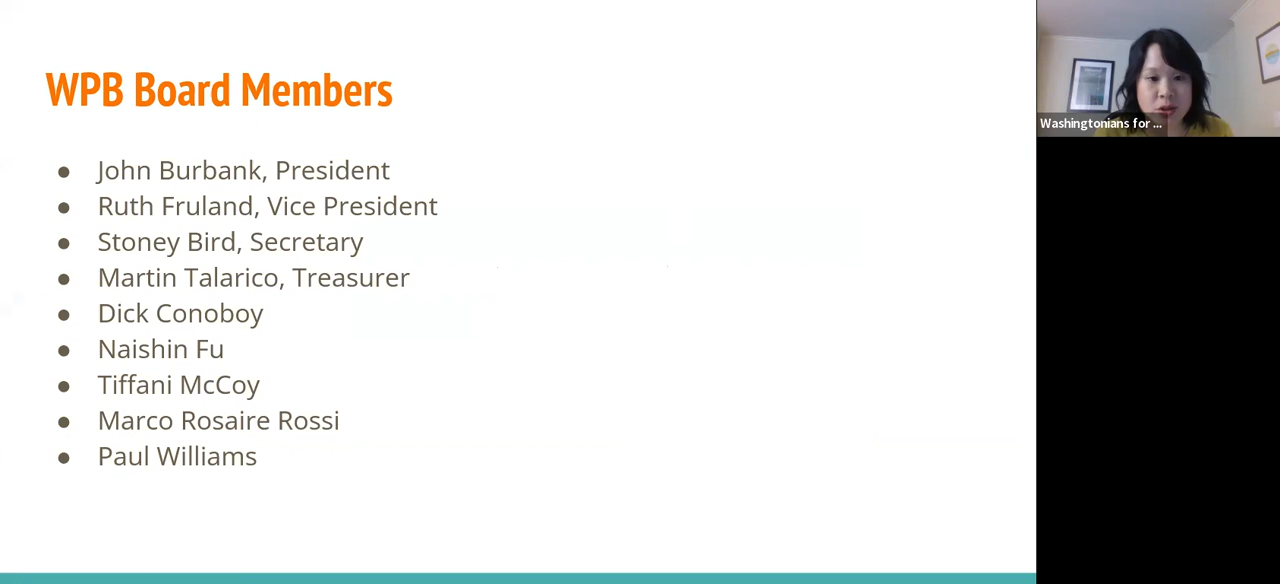 WPB Board Members
● John Burbank, President
● Ruth Fruland, Vice President
● Stoney Bird, Secretary
● Martin Talarico, Treasurer
● Dick Conoboy
● Naishin Fu
● Tiffani McCoy
● Marco Rosaire Rossi
● Paul Williams
Washingtonians for ...